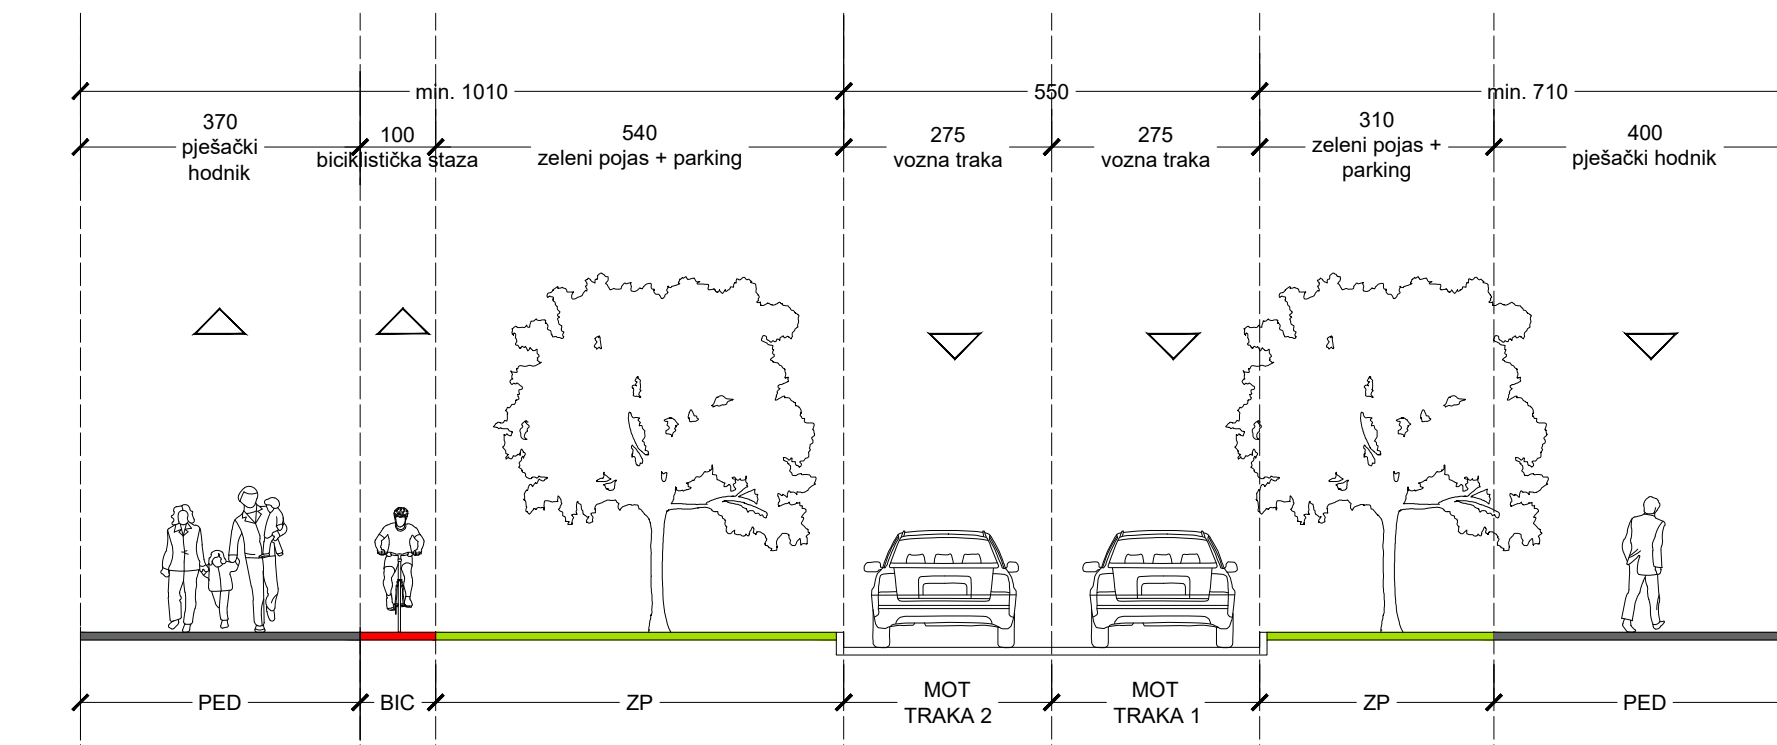 min. 1010
550
min. 710
370
pješački
hodnik
100
biciklistička staza
540
zeleni pojas + parking
275
vozna traka
275
vozna traka
310
zeleni pojas +
parking
400
pješački hodnik
PED
BIC
ZP
MOT
TRAKA 2
MOT
TRAKA 1
ZP
PED